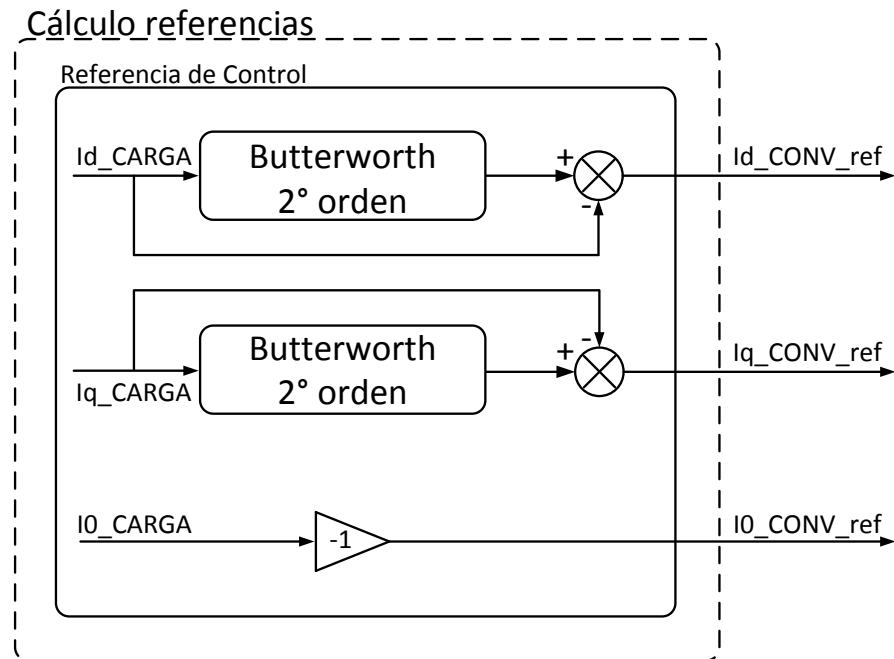 Cálculo referencias
Referencia de Control
Id_CARGA
Butterworth
2° orden
+
-
Id_CONV_ref
Iq_CARGA
Butterworth
2° orden
+
-
Iq_CONV_ref
I0_CARGA
-1
I0_CONV_ref